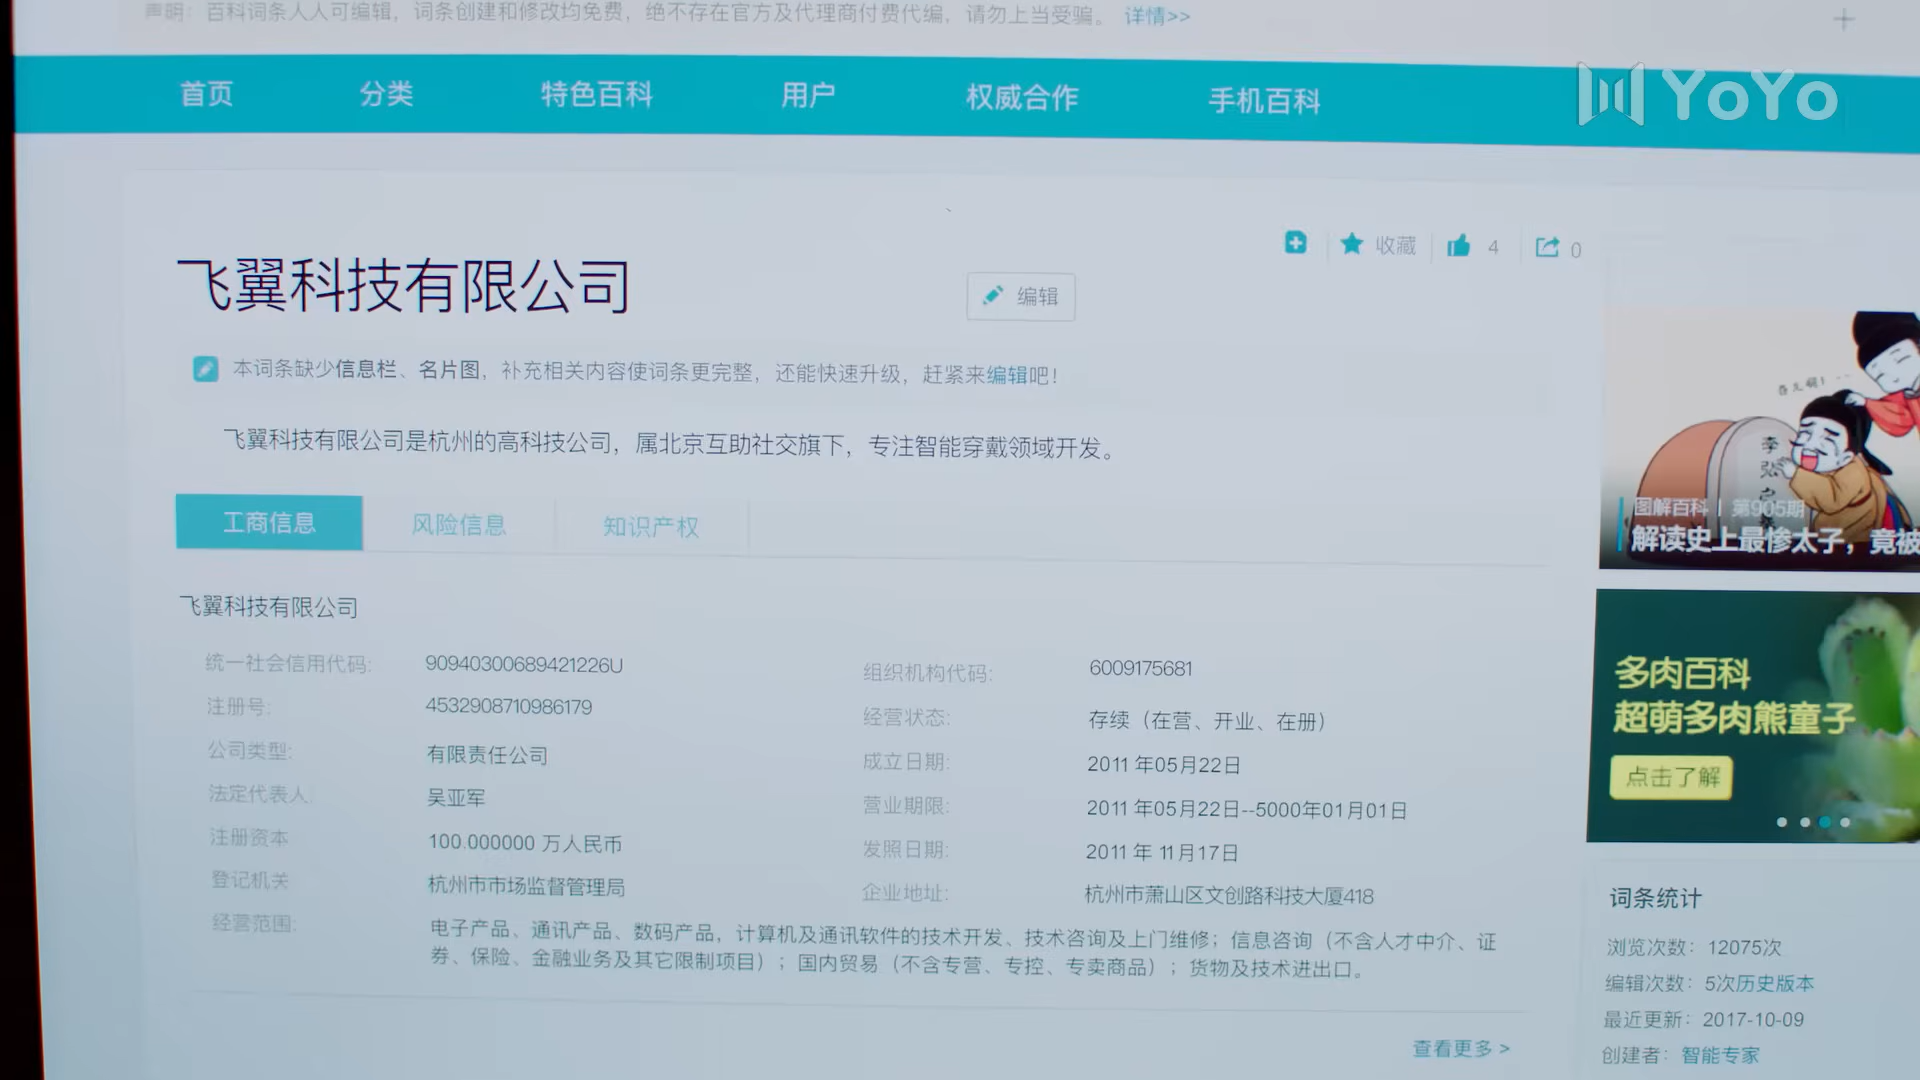 声明：百科词条人人可编辑，词条创建和修改均免费，绝不存在官方及代理商付费代编，请勿上当受骗。 详情>>
首页 分类 特色百科 用户 权威合作 手机百科
YoYo
飞翼科技有限公司
编辑
收藏 4 0
本词条缺少信息栏、名片图，补充相关内容使词条更完整，还能快速升级，赶紧来编辑吧！
飞翼科技有限公司是杭州的高科技公司，属北京互助社交旗下，专注智能穿戴领域开发。
工商信息 风险信息 知识产权
飞翼科技有限公司
统一社会信用代码: 90940300689421226U
组织机构代码: 6009175681
注册号: 4532908710986179
经营状态: 存续（在营、开业、在册）
公司类型: 有限责任公司
成立日期: 2011 年05月22日
法定代表人: 吴亚军
营业期限: 2011 年05月22日--5000年01月01日
注册资本 100.000000 万人民币
发照日期: 2011 年 11月17日
登记机关 杭州市市场监督管理局
企业地址: 杭州市萧山区文创路科技大厦418
经营范围: 电子产品、通讯产品、数码产品，计算机及通讯软件的技术开发、技术咨询及上门维修；信息咨询（不含人才中介、证
券、保险、金融业务及其它限制项目）；国内贸易（不含专营、专控、专卖商品）；货物及技术进出口。
查看更多 >
图解百科 | 第905期
解读史上最惨太子，竟被
多肉百科
超萌多肉熊童子
点击了解
词条统计
浏览次数：12075次
编辑次数：5次历史版本
最近更新：2017-10-09
创建者：智能专家